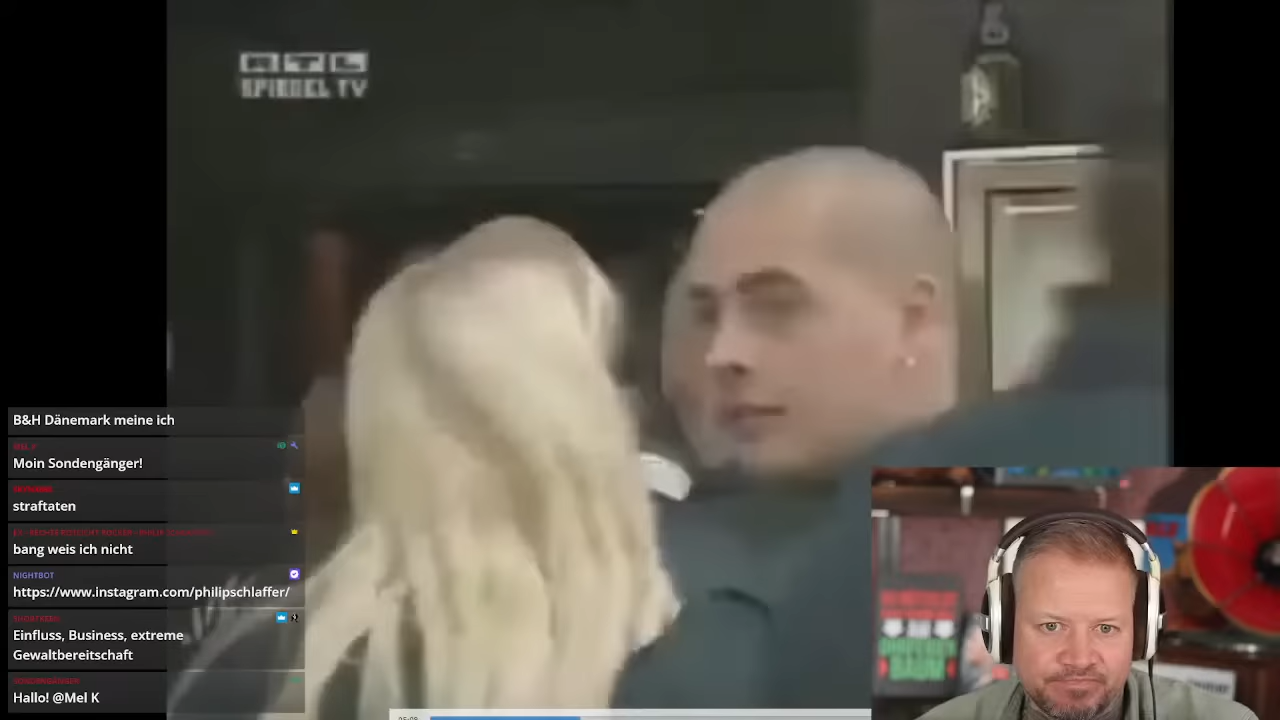 RTL
SPIEGEL TV
6
B&H Dänemark meine ich
Moin Sondengänger!
straftaten
bang weis ich nicht
NIGHTBOT
https://www.instagram.com/philipschlaffer/
Einfluss, Business, extreme
Gewaltbereitschaft
Hallo! @Mel K